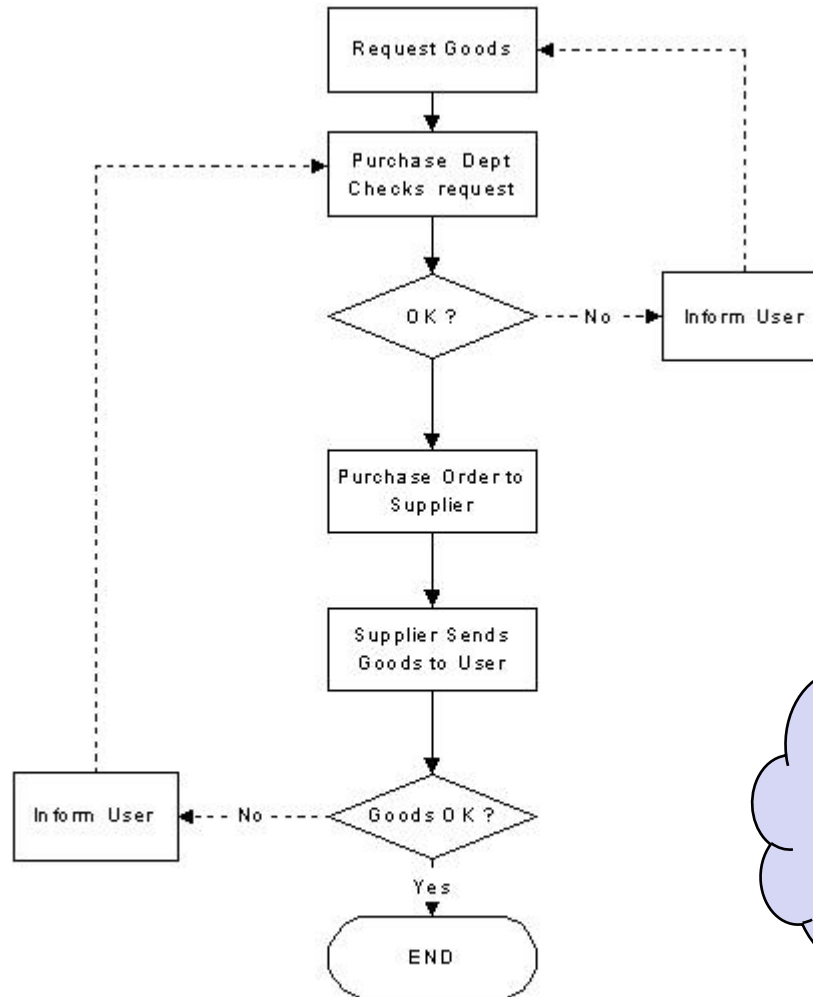 Request Goods
Purchase Dept
Checks request
OK?
No
Inform User
Purchase Order to
Supplier
Supplier Sends
Goods to User
Inform User
No
Goods OK?
Yes
END